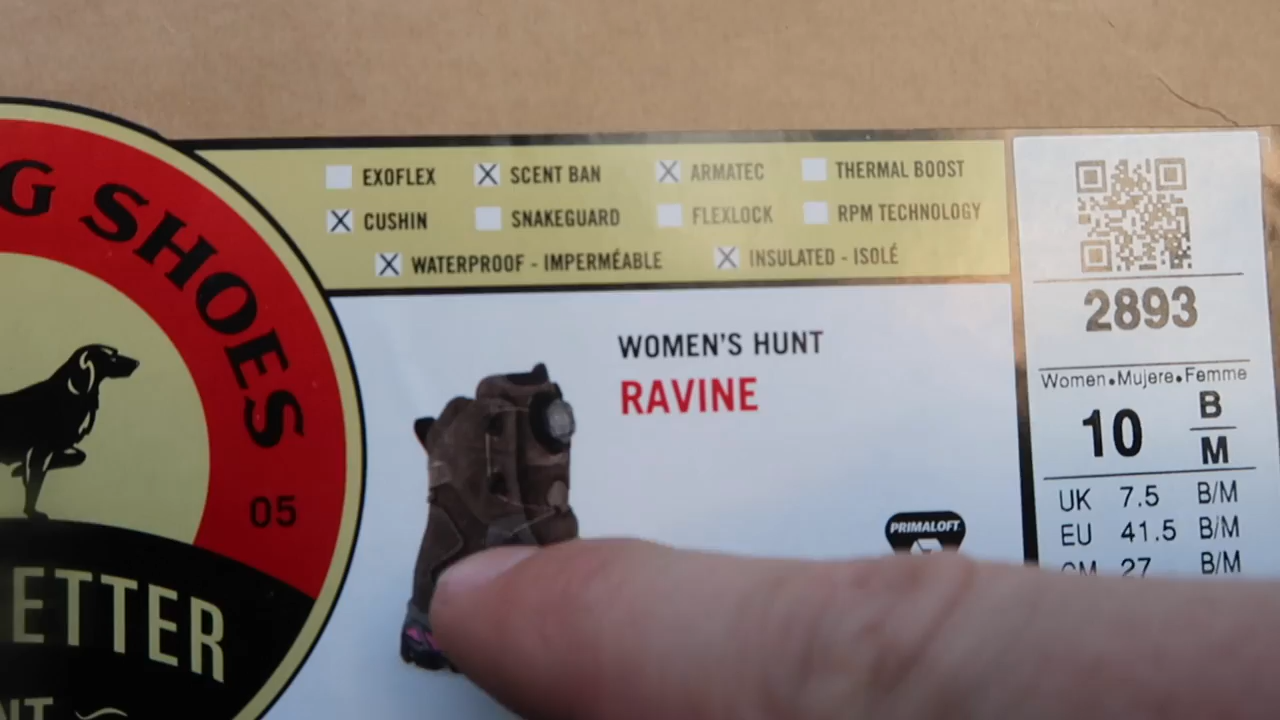 G SHOES
05
ETTER
EXOFLEX
SCENT BAN
ARMATEC
THERMAL BOOST
CUSHIN
SNAKEGUARD
FLEXLOCK
RPM TECHNOLOGY
WATERPROOF - IMPERMÉABLE
INSULATED - ISOLÉ
WOMEN'S HUNT
RAVINE
PRIMALOFT
2893
Women•Mujere•Femme
10 B
M
UK 7.5 B/M
EU 41.5 B/M
CM 27 B/M